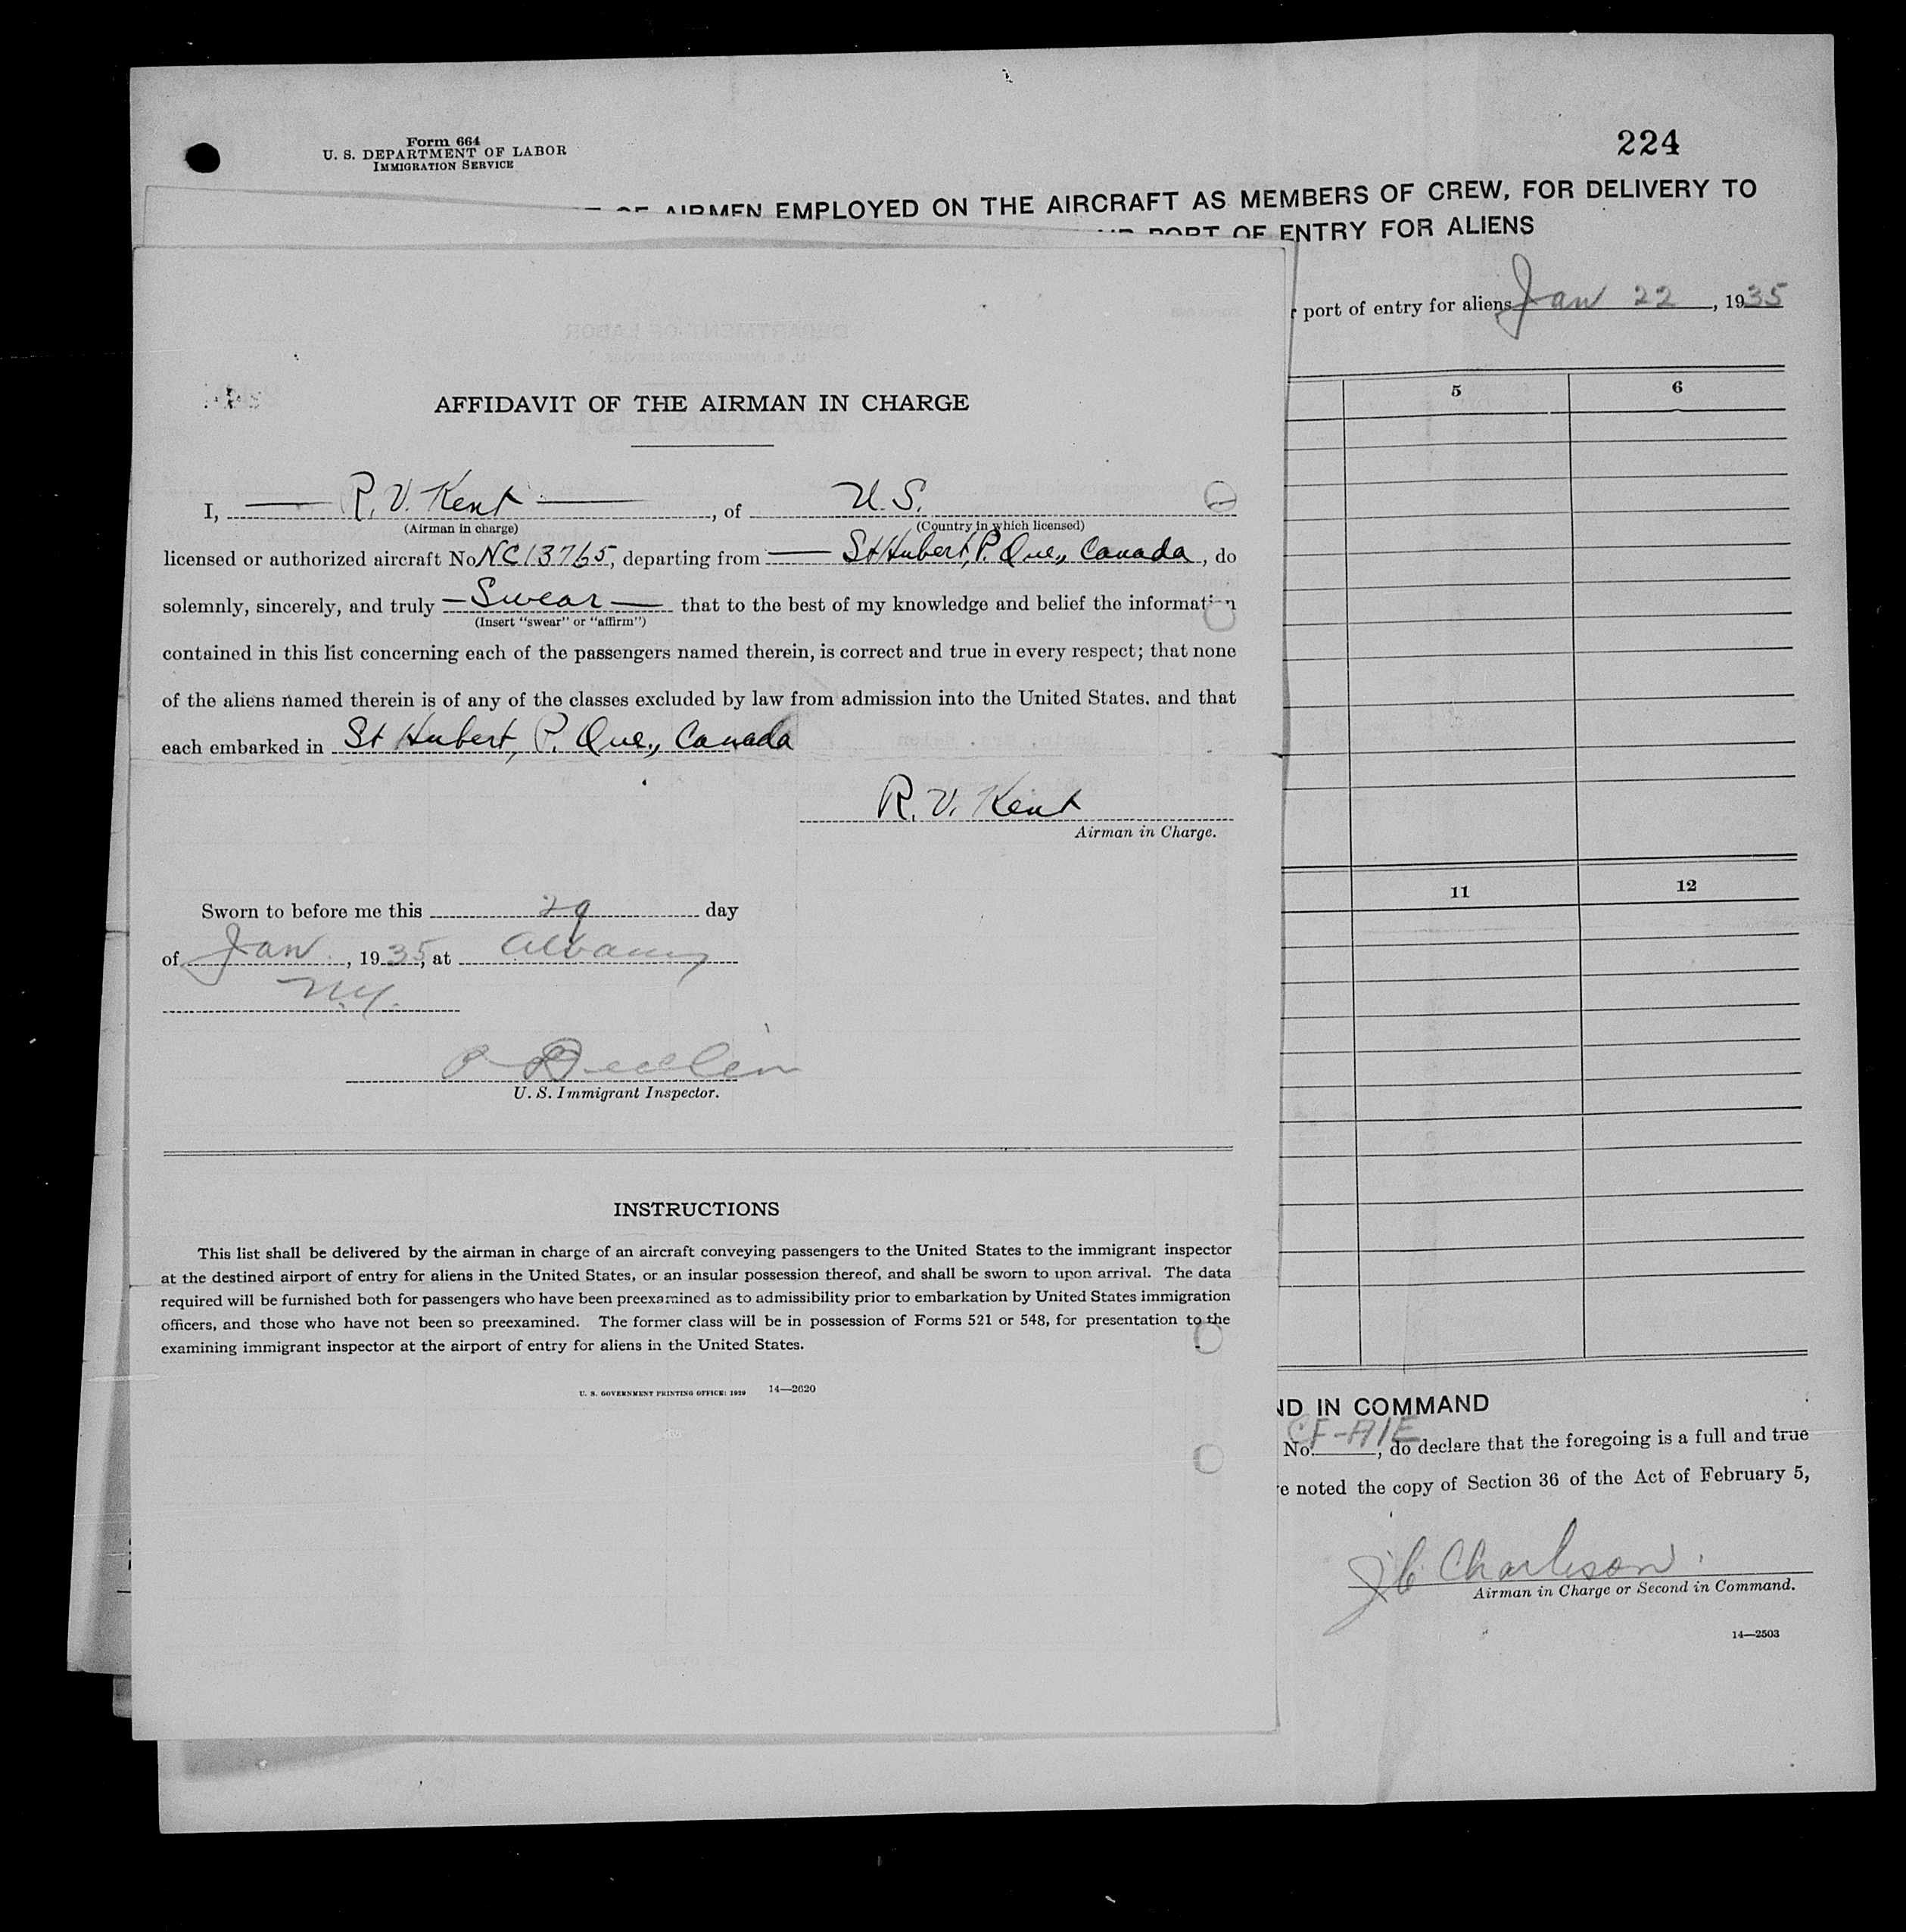 Form 664
U. S. DEPARTMENT OF LABOR
IMMIGRATION SERVICE
224
OF AIRMEN EMPLOYED ON THE AIRCRAFT AS MEMBERS OF CREW, FOR DELIVERY TO
PORT OF ENTRY FOR ALIENS
port of entry for aliens Jan 22, 1935
5 6
11 12
ND IN COMMAND
No. CF-AIE, do declare that the foregoing is a full and true
e noted the copy of Section 36 of the Act of February 5,
J C Charleson
Airman in Charge or Second in Command.
14—2503
AFFIDAVIT OF THE AIRMAN IN CHARGE
I, R. V. Kent, of U. S.
(Airman in charge) (Country in which licensed)
licensed or authorized aircraft No NC13765, departing from St Hubert, P. Que., Canada, do
solemnly, sincerely, and truly — Swear — that to the best of my knowledge and belief the information
(Insert "swear" or "affirm")
contained in this list concerning each of the passengers named therein, is correct and true in every respect; that none
of the aliens named therein is of any of the classes excluded by law from admission into the United States. and that
each embarked in St Hubert, P. Que., Canada
R. V. Kent
Airman in Charge.
Sworn to before me this 29 day
of Jan, 1935, at Albany
N.Y.
U. S. Immigrant Inspector.
INSTRUCTIONS
This list shall be delivered by the airman in charge of an aircraft conveying passengers to the United States to the immigrant inspector
at the destined airport of entry for aliens in the United States, or an insular possession thereof, and shall be sworn to upon arrival. The data
required will be furnished both for passengers who have been preexamined as to admissibility prior to embarkation by United States immigration
officers, and those who have not been so preexamined. The former class will be in possession of Forms 521 or 548, for presentation to the
examining immigrant inspector at the airport of entry for aliens in the United States.
U. S. GOVERNMENT PRINTING OFFICE: 1929 14—2620